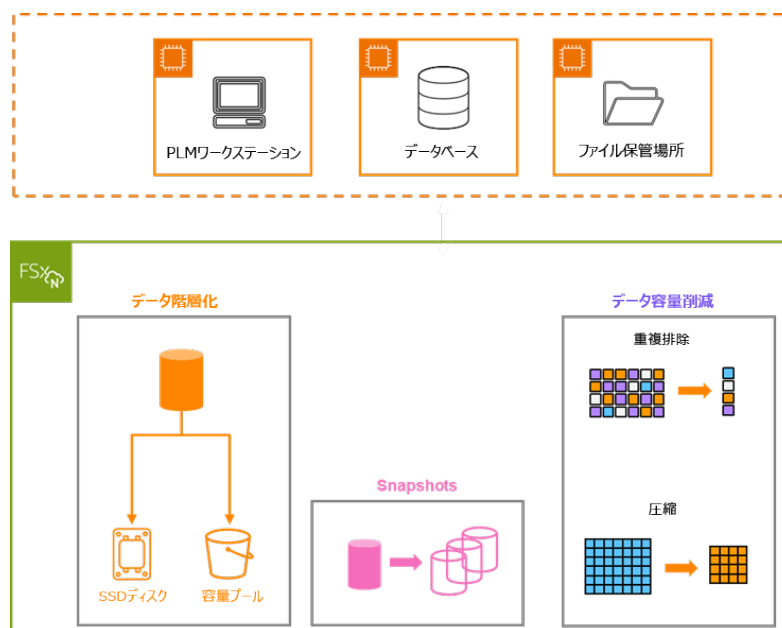 PLMワークステーション
データベース
ファイル保管場所
FSx
N
データ階層化
データ容量削減
重複排除
Snapshots
圧縮
SSDディスク
容量プール